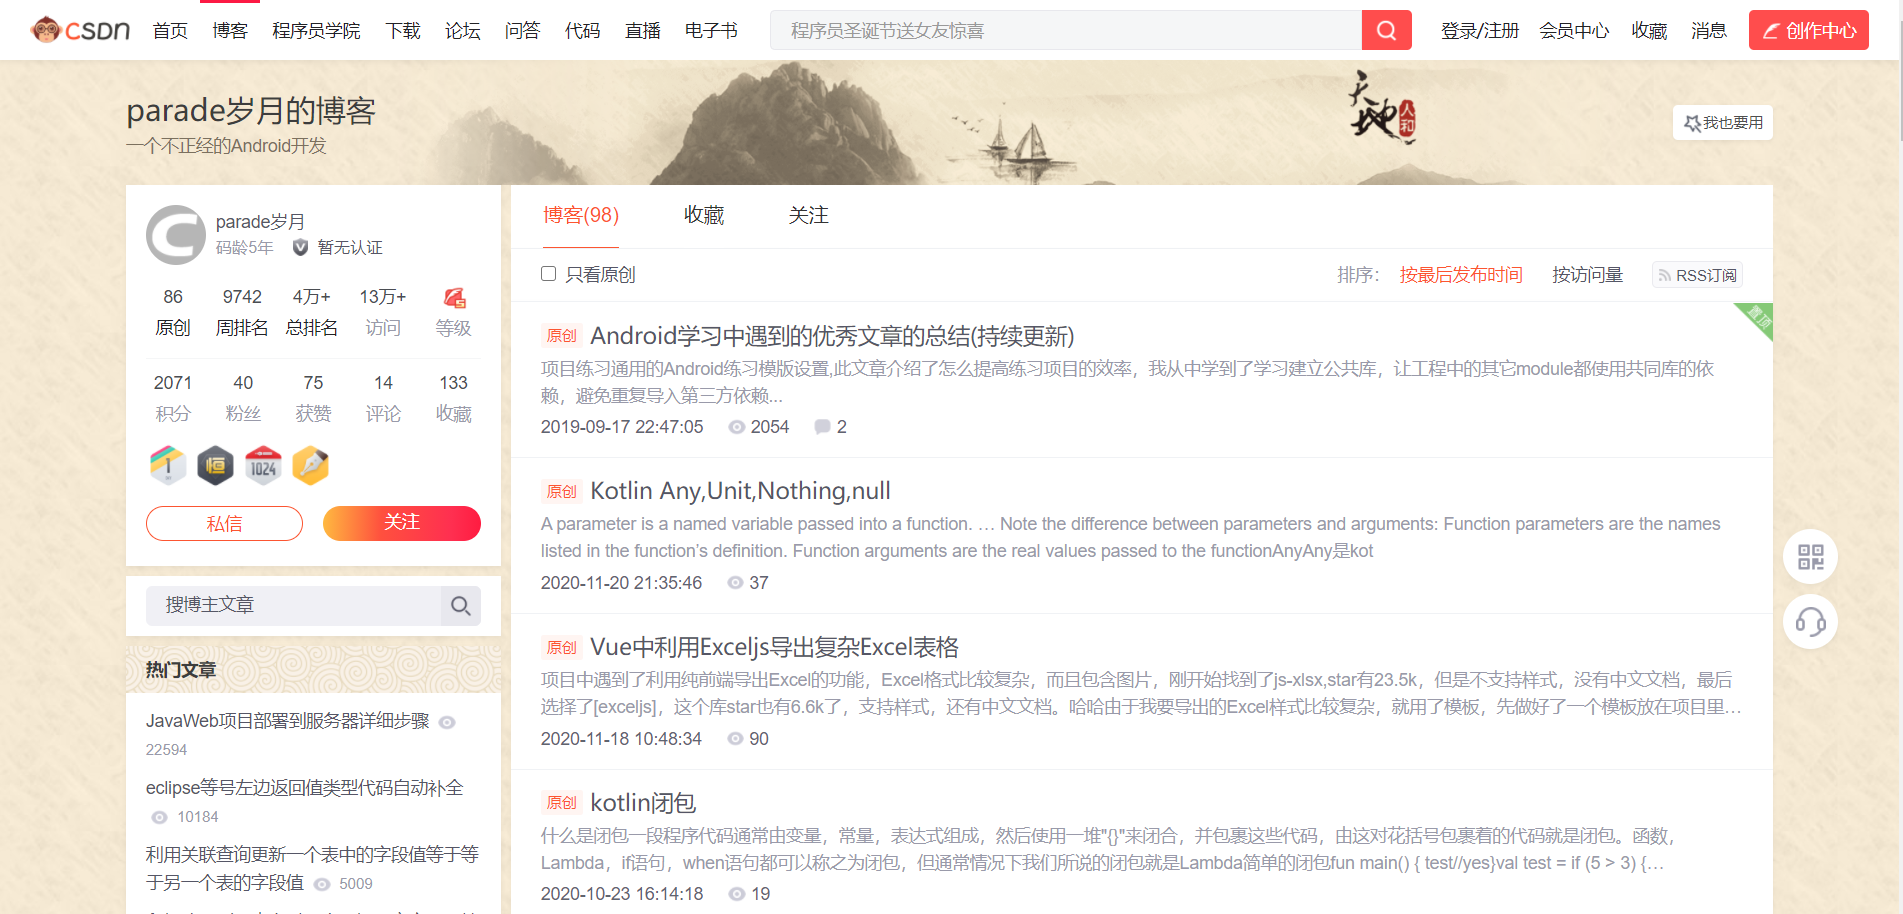 CSDN 首页 博客 程序员学院 下载 论坛 问答 代码 直播 电子书 程序员圣诞节送女友惊喜 登录/注册 会员中心 收藏 消息 创作中心
parade岁月的博客
一个不正经的Android开发
天地人和
我也要用
parade岁月
码龄5年 暂无认证
86 9742 4万+ 13万+
原创 周排名 总排名 访问 等级
2071 40 75 14 133
积分 粉丝 获赞 评论 收藏
1 恒 1024
私信 关注
搜博主文章
热门文章
JavaWeb项目部署到服务器详细步骤
22594
eclipse等号左边返回值类型代码自动补全
10184
利用关联查询更新一个表中的字段值等于等
于另一个表的字段值 5009
博客(98) 收藏 关注
只看原创 排序： 按最后发布时间 按访问量 RSS订阅
置顶
原创 Android学习中遇到的优秀文章的总结(持续更新)
项目练习通用的Android练习模版设置,此文章介绍了怎么提高练习项目的效率，我从中学到了学习建立公共库，让工程中的其它module都使用共同库的依
赖，避免重复导入第三方依赖...
2019-09-17 22:47:05 2054 2
原创 Kotlin Any,Unit,Nothing,null
A parameter is a named variable passed into a function. … Note the difference between parameters and arguments: Function parameters are the names
listed in the function’s definition. Function arguments are the real values passed to the functionAnyAny是kot
2020-11-20 21:35:46 37
原创 Vue中利用Exceljs导出复杂Excel表格
项目中遇到了利用纯前端导出Excel的功能，Excel格式比较复杂，而且包含图片，刚开始找到了js-xlsx,star有23.5k，但是不支持样式，没有中文文档，最后
选择了[exceljs]，这个库star也有6.6k了，支持样式，还有中文文档。哈哈由于我要导出的Excel样式比较复杂，就用了模板，先做好了一个模板放在项目里…
2020-11-18 10:48:34 90
原创 kotlin闭包
什么是闭包一段程序代码通常由变量，常量，表达式组成，然后使用一堆"{}"来闭合，并包裹这些代码，由这对花括号包裹着的代码就是闭包。函数，
Lambda，if语句，when语句都可以称之为闭包，但通常情况下我们所说的闭包就是Lambda简单的闭包fun main() { test//yes}val test = if (5 > 3) {…
2020-10-23 16:14:18 19